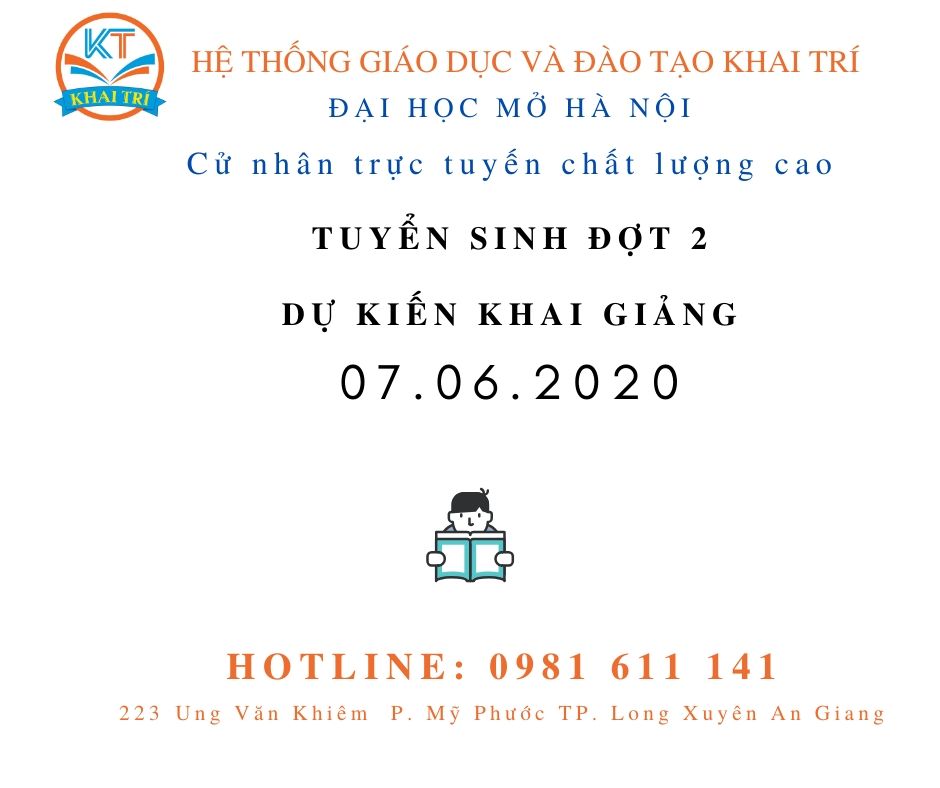 KT
KHAI TRÍ
HỆ THỐNG GIÁO DỤC VÀ ĐÀO TẠO KHAI TRÍ
ĐẠI HỌC MỞ HÀ NỘI
Cử nhân trực tuyến chất lượng cao
TUYỂN SINH ĐỢT 2
DỰ KIẾN KHAI GIẢNG
07.06.2020
HOTLINE: 0981 611 141
223 Ung Văn Khiêm P. Mỹ Phước TP. Long Xuyên An Giang